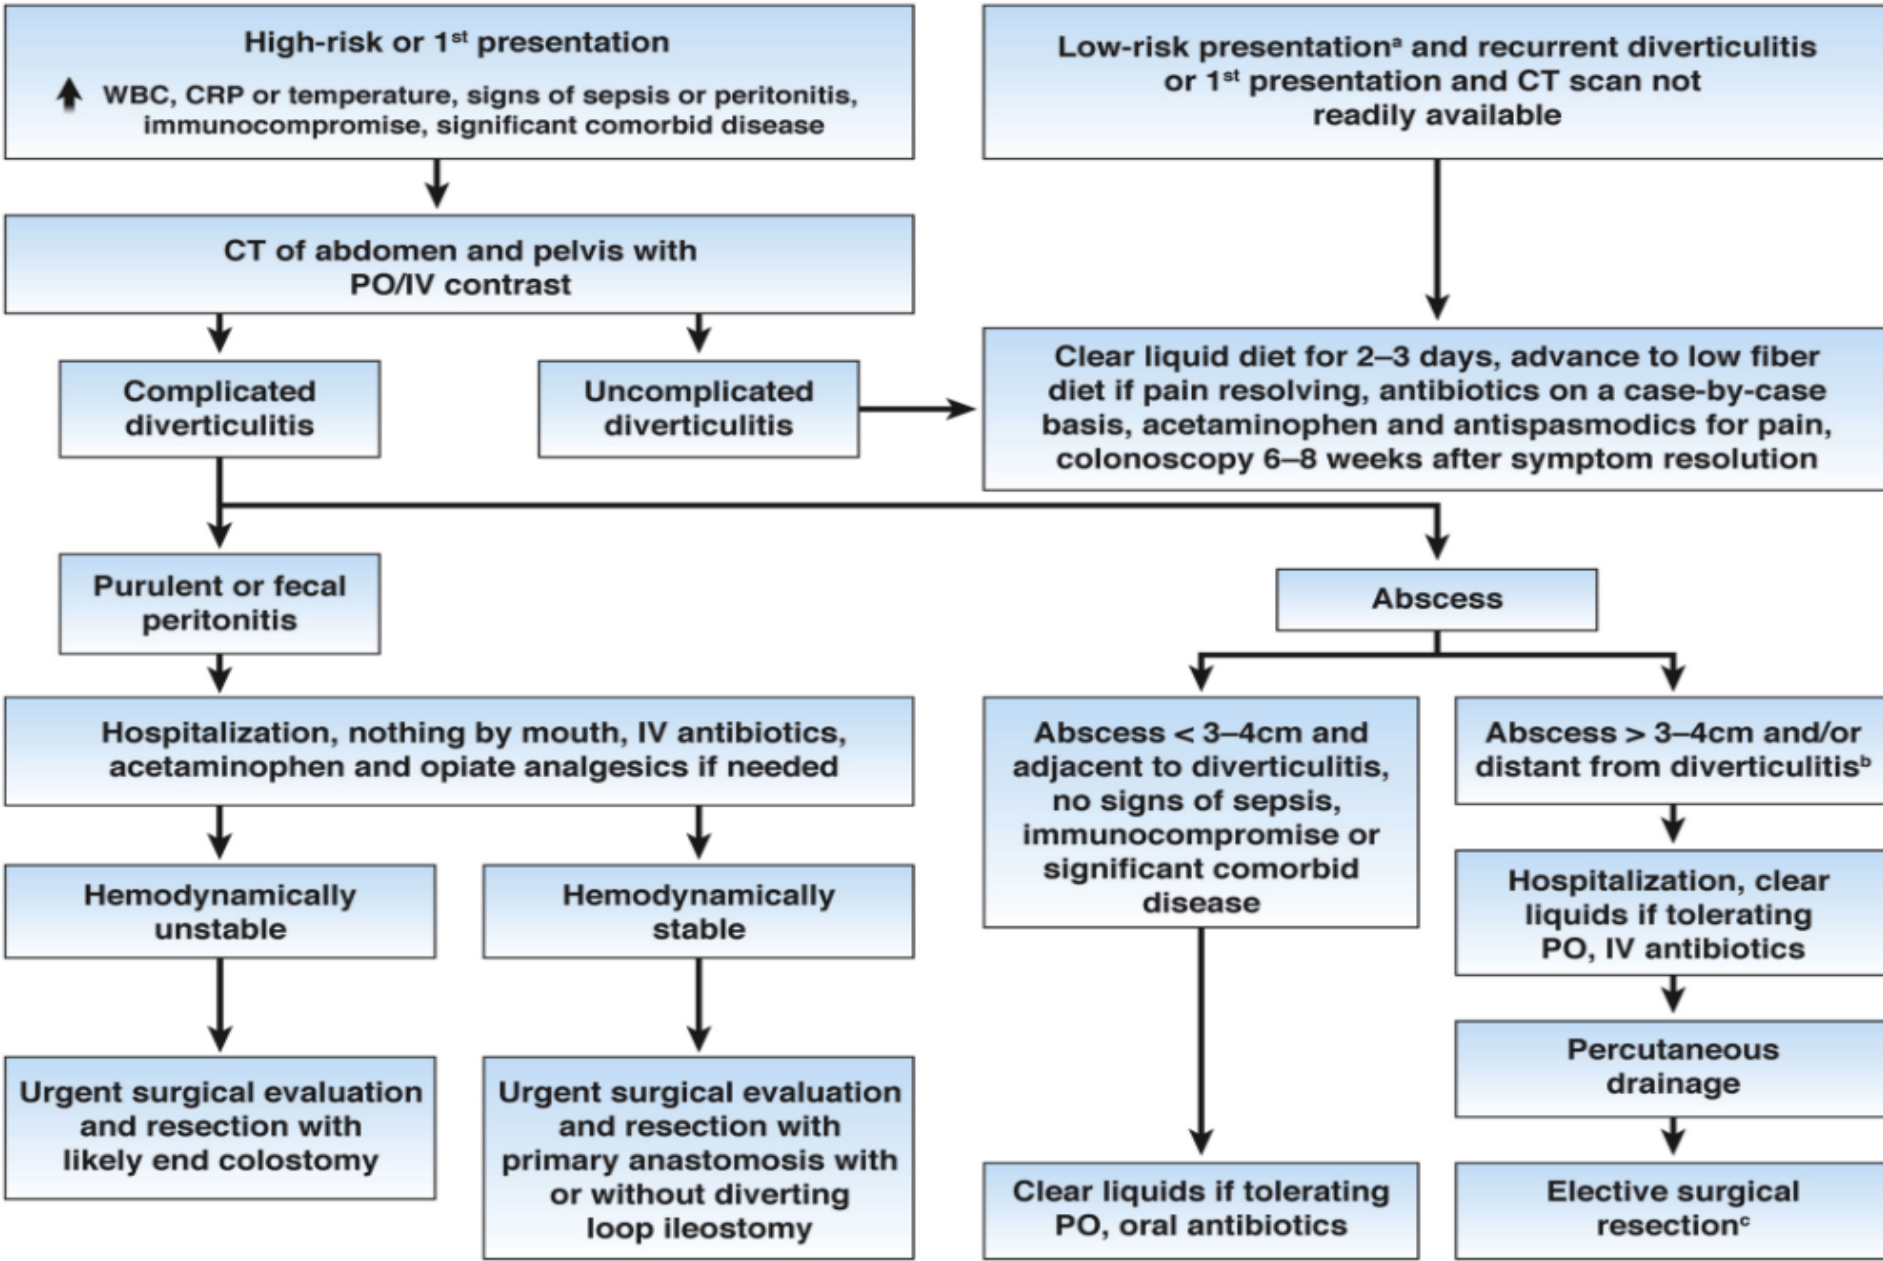 High-risk or 1st presentation
WBC, CRP or temperature, signs of sepsis or peritonitis,
immunocompromise, significant comorbid disease
Low-risk presentationᵃ and recurrent diverticulitis
or 1st presentation and CT scan not
readily available
CT of abdomen and pelvis with
PO/IV contrast
Complicated
diverticulitis
Uncomplicated
diverticulitis
Clear liquid diet for 2–3 days, advance to low fiber
diet if pain resolving, antibiotics on a case-by-case
basis, acetaminophen and antispasmodics for pain,
colonoscopy 6–8 weeks after symptom resolution
Purulent or fecal
peritonitis
Abscess
Hospitalization, nothing by mouth, IV antibiotics,
acetaminophen and opiate analgesics if needed
Abscess < 3–4cm and
adjacent to diverticulitis,
no signs of sepsis,
immunocompromise or
significant comorbid
disease
Abscess > 3–4cm and/or
distant from diverticulitisᵇ
Hemodynamically
unstable
Hemodynamically
stable
Hospitalization, clear
liquids if tolerating
PO, IV antibiotics
Percutaneous
drainage
Urgent surgical evaluation
and resection with
likely end colostomy
Urgent surgical evaluation
and resection with
primary anastomosis with
or without diverting
loop ileostomy
Clear liquids if tolerating
PO, oral antibiotics
Elective surgical
resectionᶜ